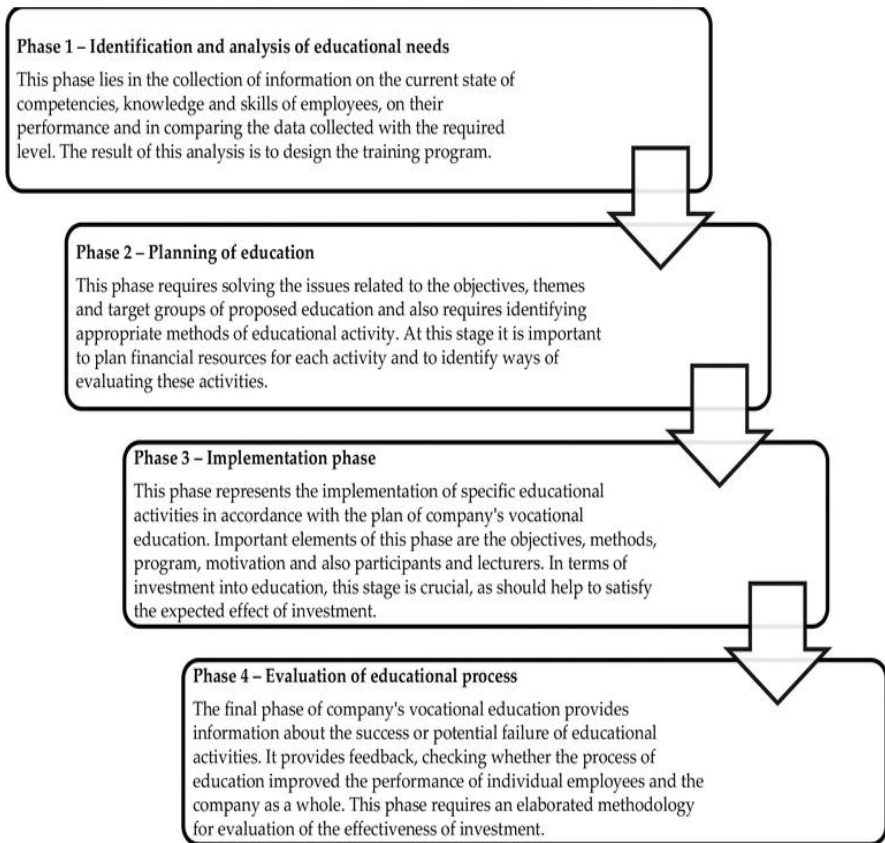 Phase 1 – Identification and analysis of educational needs
This phase lies in the collection of information on the current state of
competencies, knowledge and skills of employees, on their
performance and in comparing the data collected with the required
level. The result of this analysis is to design the training program.
Phase 2 – Planning of education
This phase requires solving the issues related to the objectives, themes
and target groups of proposed education and also requires identifying
appropriate methods of educational activity. At this stage it is important
to plan financial resources for each activity and to identify ways of
evaluating these activities.
Phase 3 – Implementation phase
This phase represents the implementation of specific educational
activities in accordance with the plan of company's vocational
education. Important elements of this phase are the objectives, methods,
program, motivation and also participants and lecturers. In terms of
investment into education, this stage is crucial, as should help to satisfy
the expected effect of investment.
Phase 4 – Evaluation of educational process
The final phase of company's vocational education provides
information about the success or potential failure of educational
activities. It provides feedback, checking whether the process of
education improved the performance of individual employees and the
company as a whole. This phase requires an elaborated methodology
for evaluation of the effectiveness of investment.